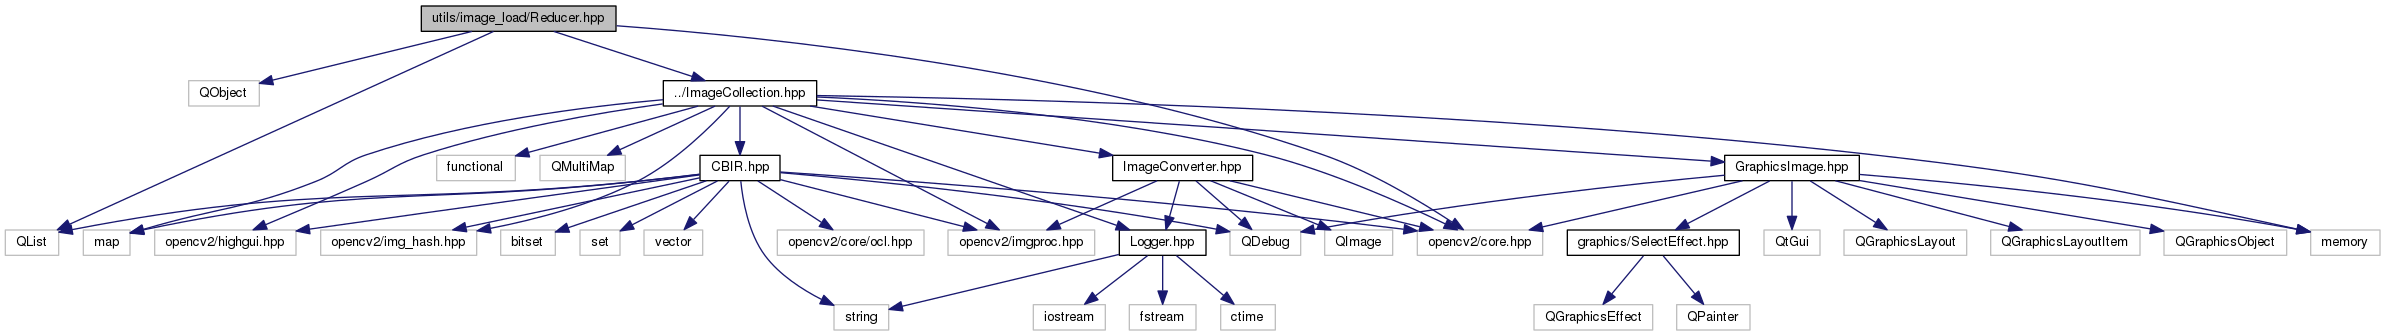 utils/image_load/Reducer.hpp
QObject
../ImageCollection.hpp
functional
QMultiMap
CBIR.hpp
ImageConverter.hpp
GraphicsImage.hpp
QList
map
opencv2/highgui.hpp
opencv2/img_hash.hpp
bitset
set
vector
opencv2/core/ocl.hpp
opencv2/imgproc.hpp
Logger.hpp
QDebug
QImage
opencv2/core.hpp
graphics/SelectEffect.hpp
QtGui
QGraphicsLayout
QGraphicsLayoutItem
QGraphicsObject
memory
string
iostream
fstream
ctime
QGraphicsEffect
QPainter